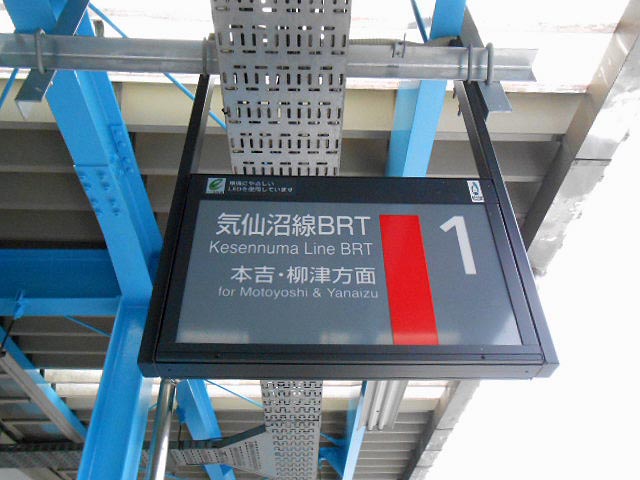 環境にやさしい
LEDを使用しています
気仙沼線BRT
Kesennuma Line BRT
本吉・柳津方面
for Motoyoshi & Yanaizu
1